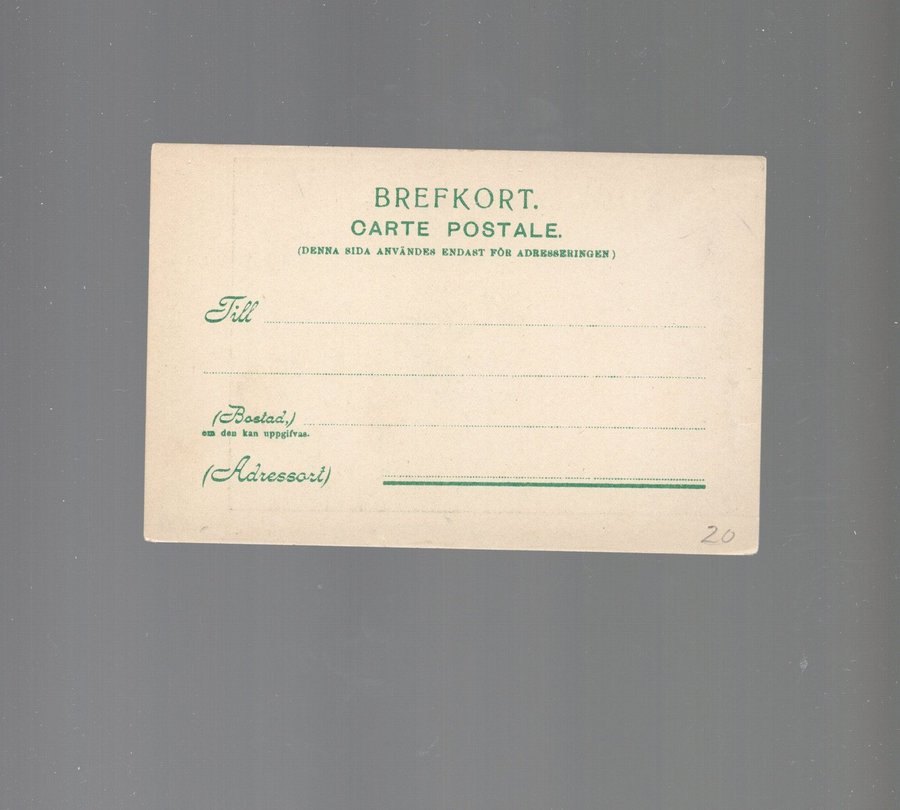 BREFKORT.
CARTE POSTALE.
(DENNA SIDA ANVÄNDES ENDAST FÖR ADRESSERINGEN)
Till
(Bostad,)
om den kan uppgifvas.
(Adressort)
20